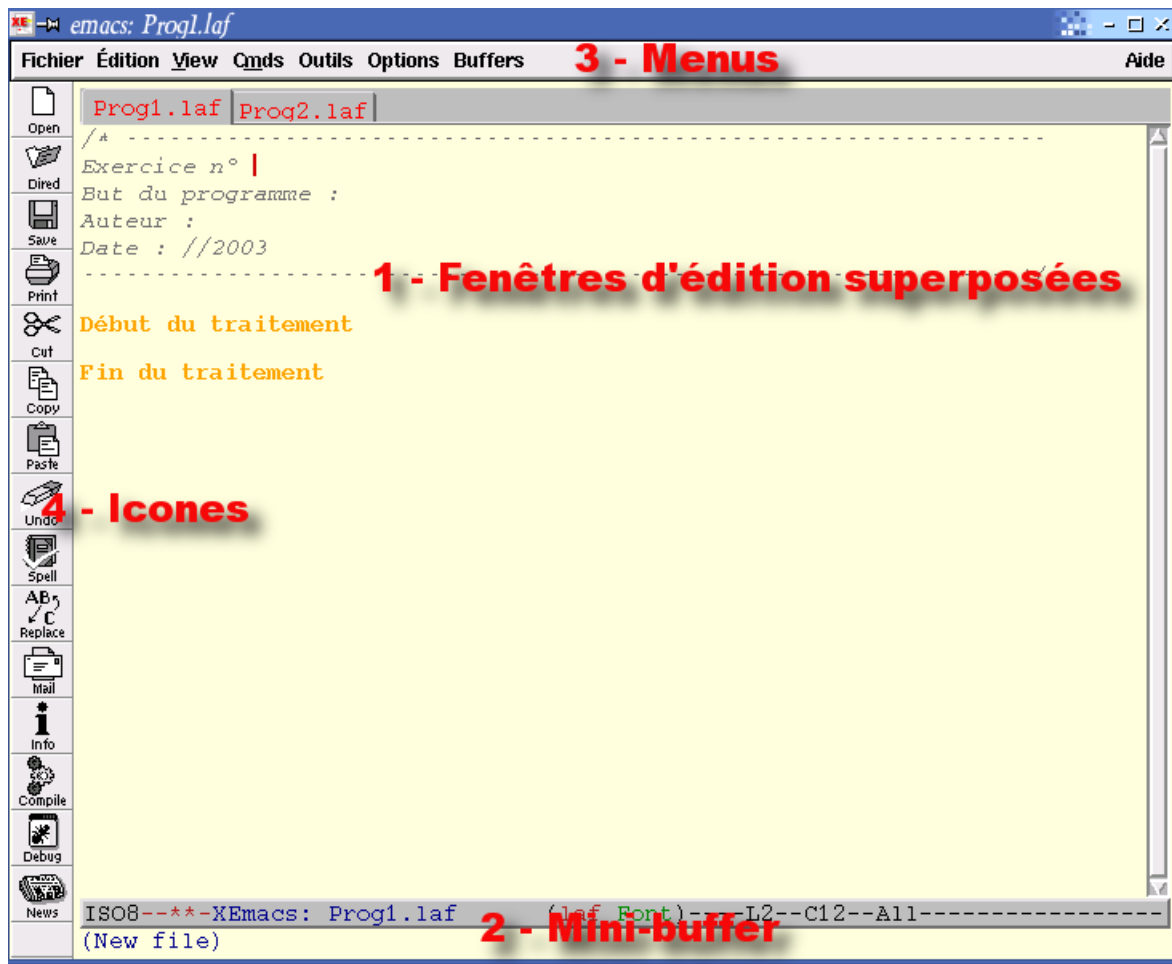 XE emacs: Prog1.laf
Fichier Édition View Cmds Outils Options Buffers 3 - Menus Aide
Open
Dired
Save
Print
Cut
Copy
Paste
Undo
Spell
AB
C
Replace
Mail
i
Info
Compile
Debug
News
Prog1.laf Prog2.laf
/* ----------------------------------------------------------------
Exercice n°
But du programme :
Auteur :
Date : //2003
1 - Fenêtres d'édition superposées
Début du traitement
Fin du traitement
4 - Icones
ISO8--**-XEmacs: Prog1.laf (laf Font)----L2--C12--All-----------------
2 - Mini-buffer
(New file)